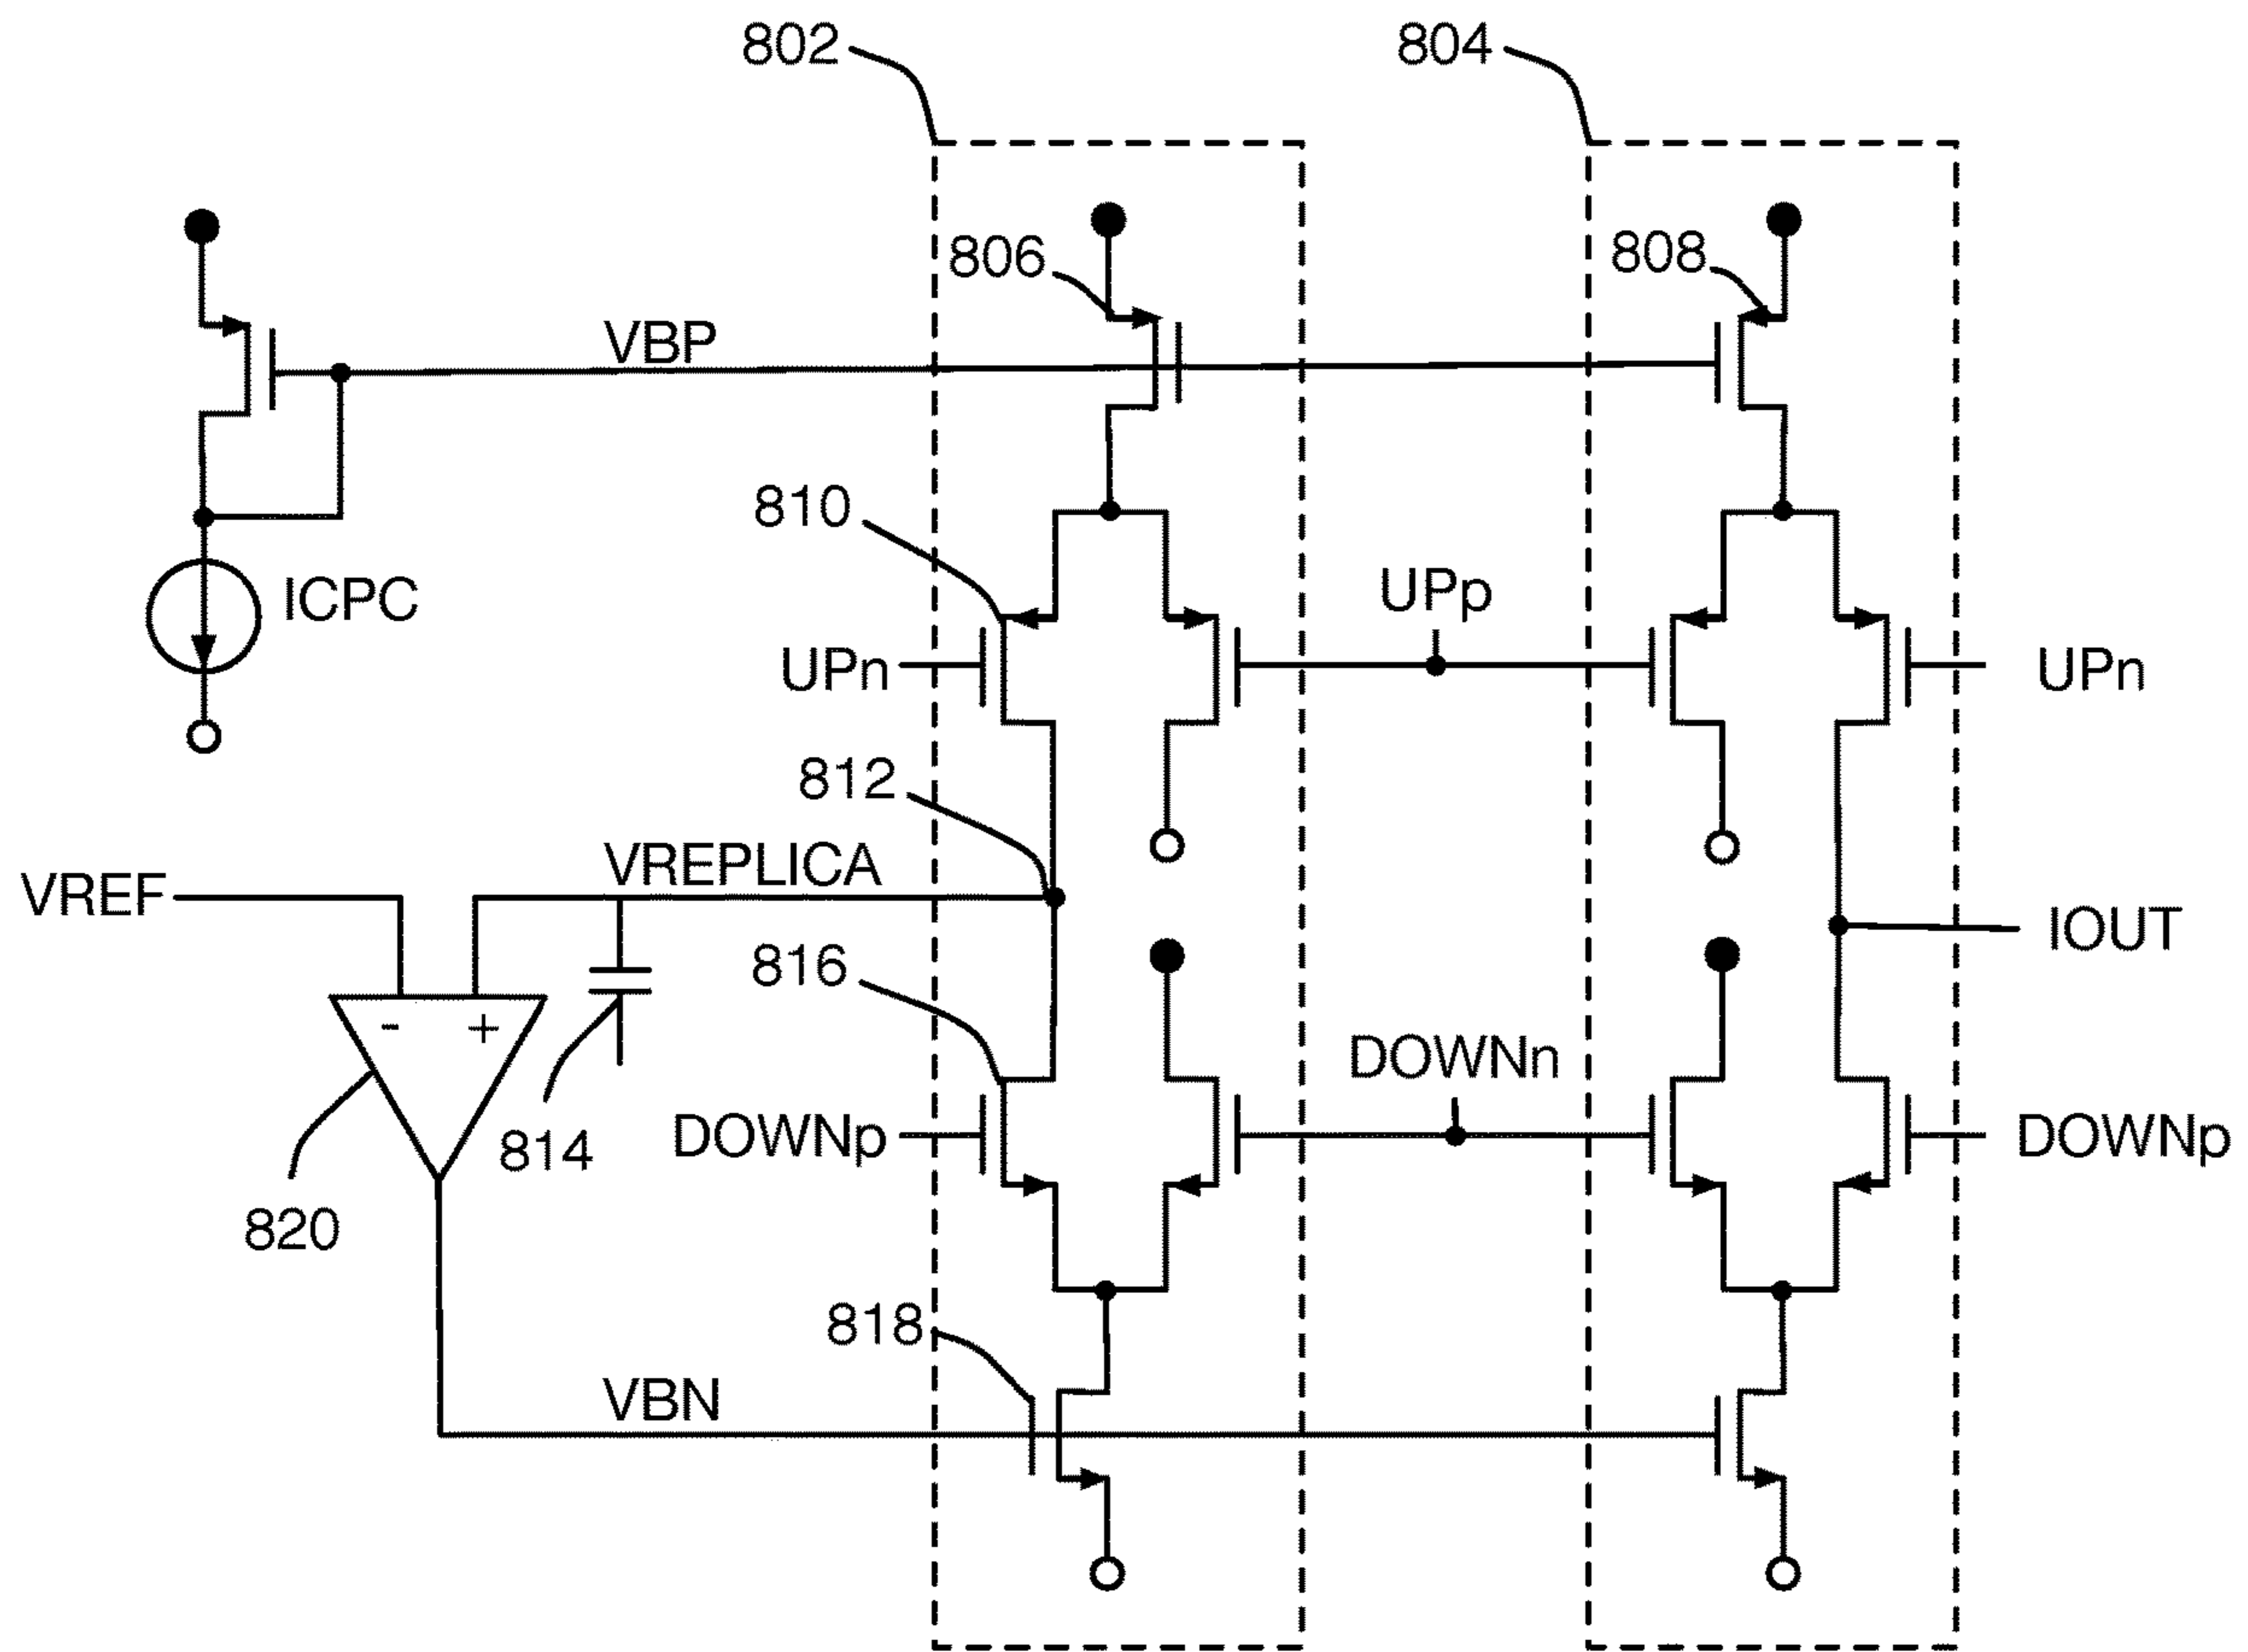 802
804
806
808
VBP
810
ICPC
UPp
UPn
UPn
812
VREPLICA
VREF
IOUT
816
- +
DOWNn
814
DOWNp
DOWNp
820
818
VBN